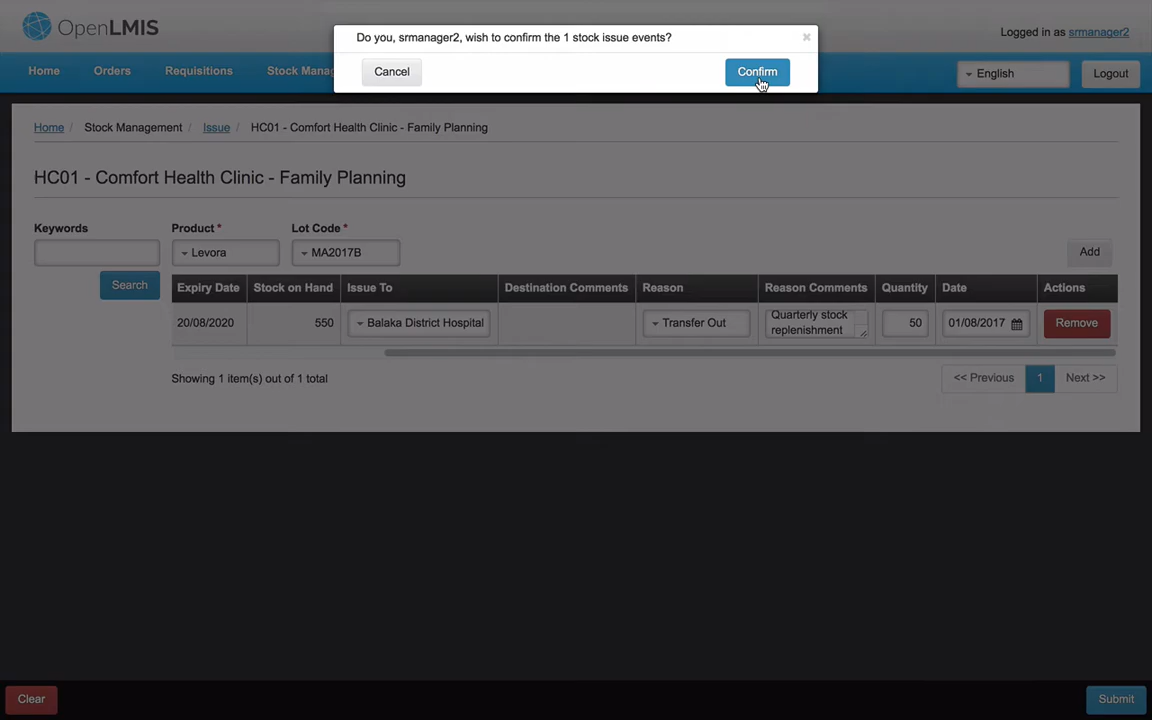 OpenLMIS
Do you, srmanager2, wish to confirm the 1 stock issue events?
×
Cancel
Confirm
Logged in as srmanager2
Home
Orders
Requisitions
Stock Manag
English
Logout
Home / Stock Management / Issue / HC01 - Comfort Health Clinic - Family Planning
HC01 - Comfort Health Clinic - Family Planning
Keywords
Product *
Lot Code *
Levora
MA2017B
Add
Search
Expiry Date Stock on Hand Issue To Destination Comments Reason Reason Comments Quantity Date Actions
20/08/2020 550 Balaka District Hospital Transfer Out
Quarterly stock
replenishment
50 01/08/2017 Remove
Showing 1 item(s) out of 1 total
<< Previous 1 Next >>
Clear
Submit